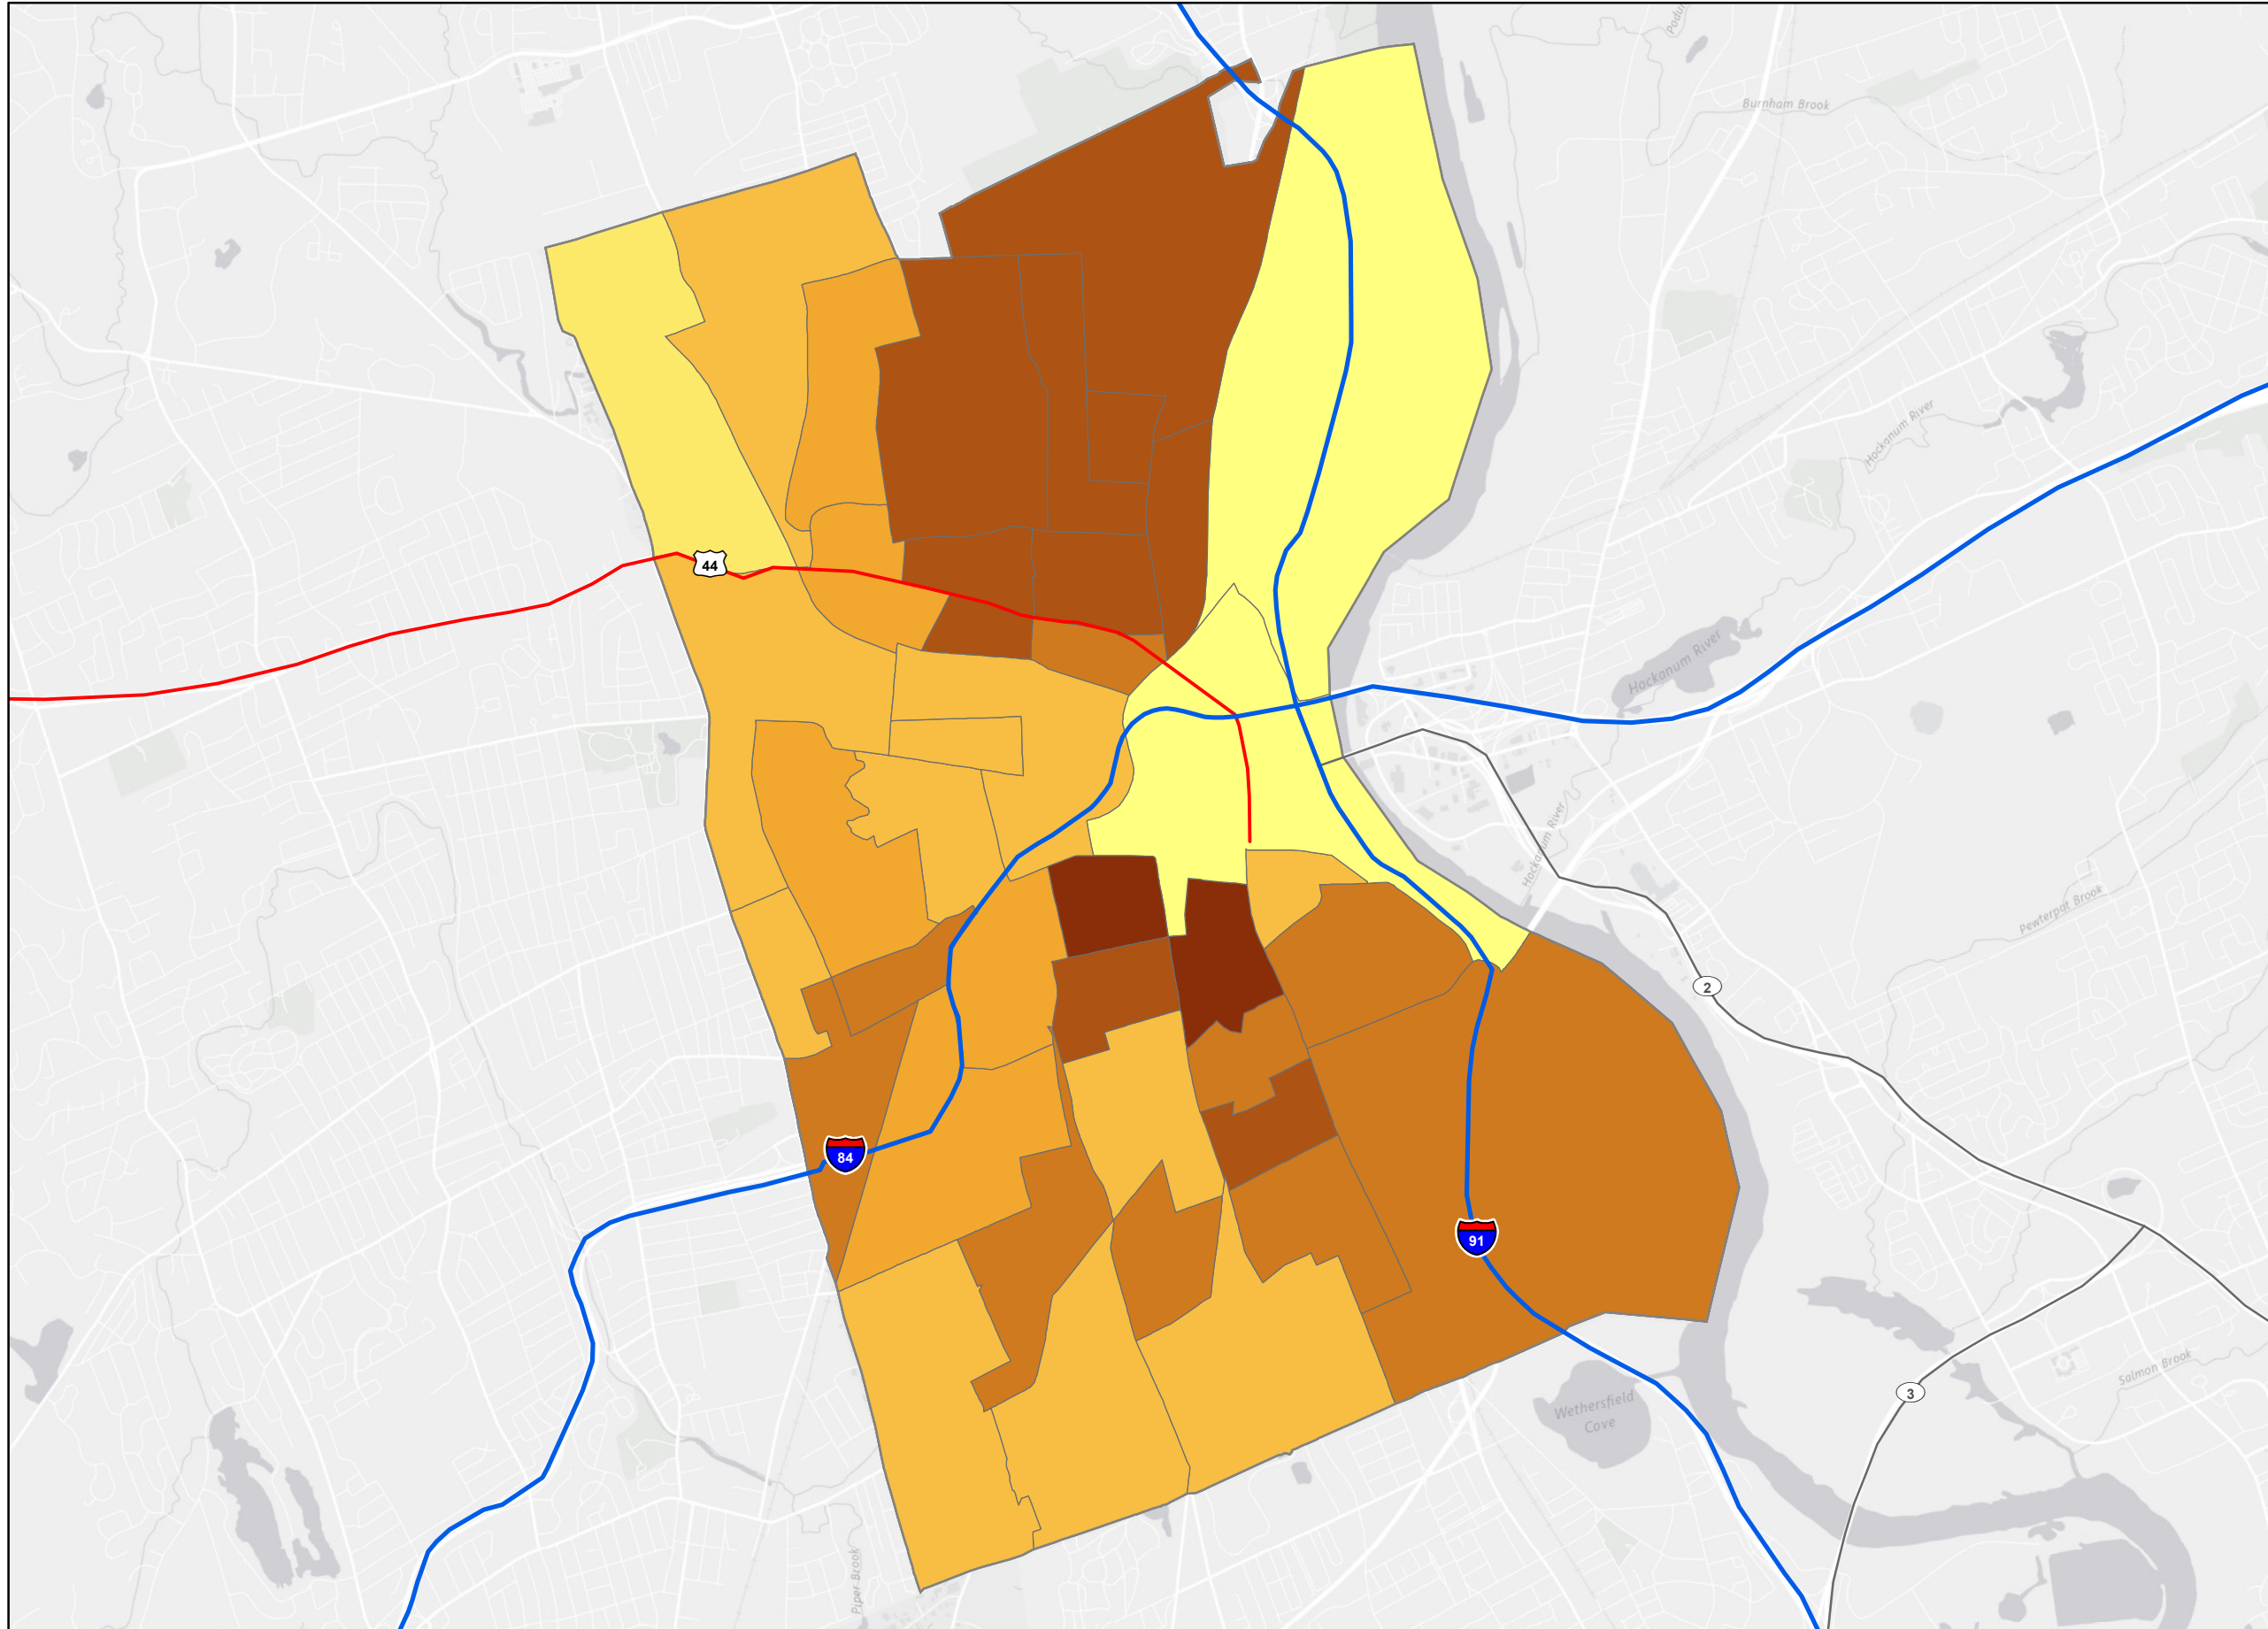 Podu
Burnham Brook
Hockanum River
44
Hockanum River
Hockanum River
Pewterpot Brook
2
84
91
Salmon Brook
3
Wethersfield
Cove
Piper Brook